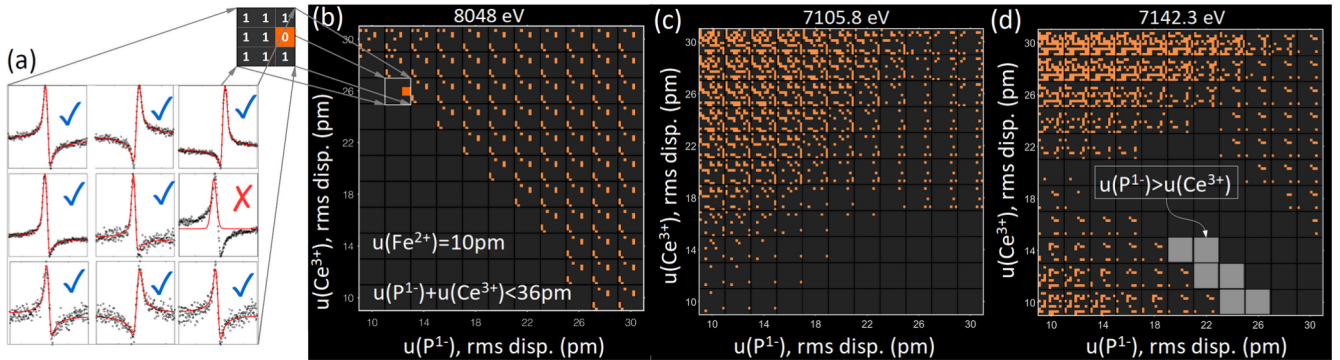 (a)
1 1 1
1 1 0
1 1 1
(b)
8048 eV
u(Ce³⁺), rms disp. (pm)
30
26
22
18
14
10
u(Fe²⁺)=10pm
u(P¹⁻)+u(Ce³⁺)<36pm
10 14 18 22 26 30
u(P¹⁻), rms disp. (pm)
(c)
7105.8 eV
u(Ce³⁺), rms disp. (pm)
30
26
22
18
14
10
10 14 18 22 26 30
u(P¹⁻), rms disp. (pm)
(d)
7142.3 eV
u(Ce³⁺), rms disp. (pm)
30
26
22
18
14
10
u(P¹⁻)>u(Ce³⁺)
10 14 18 22 26 30
u(P¹⁻), rms disp. (pm)